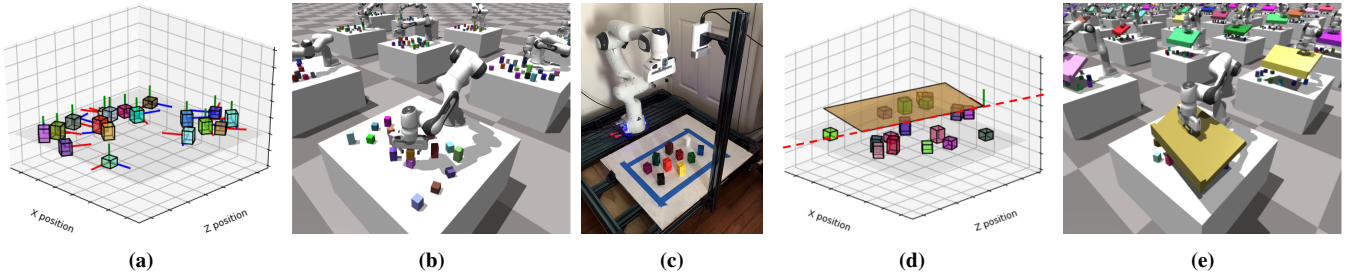 X position
Z position
X position
Z position
(a)
(b)
(c)
(d)
(e)